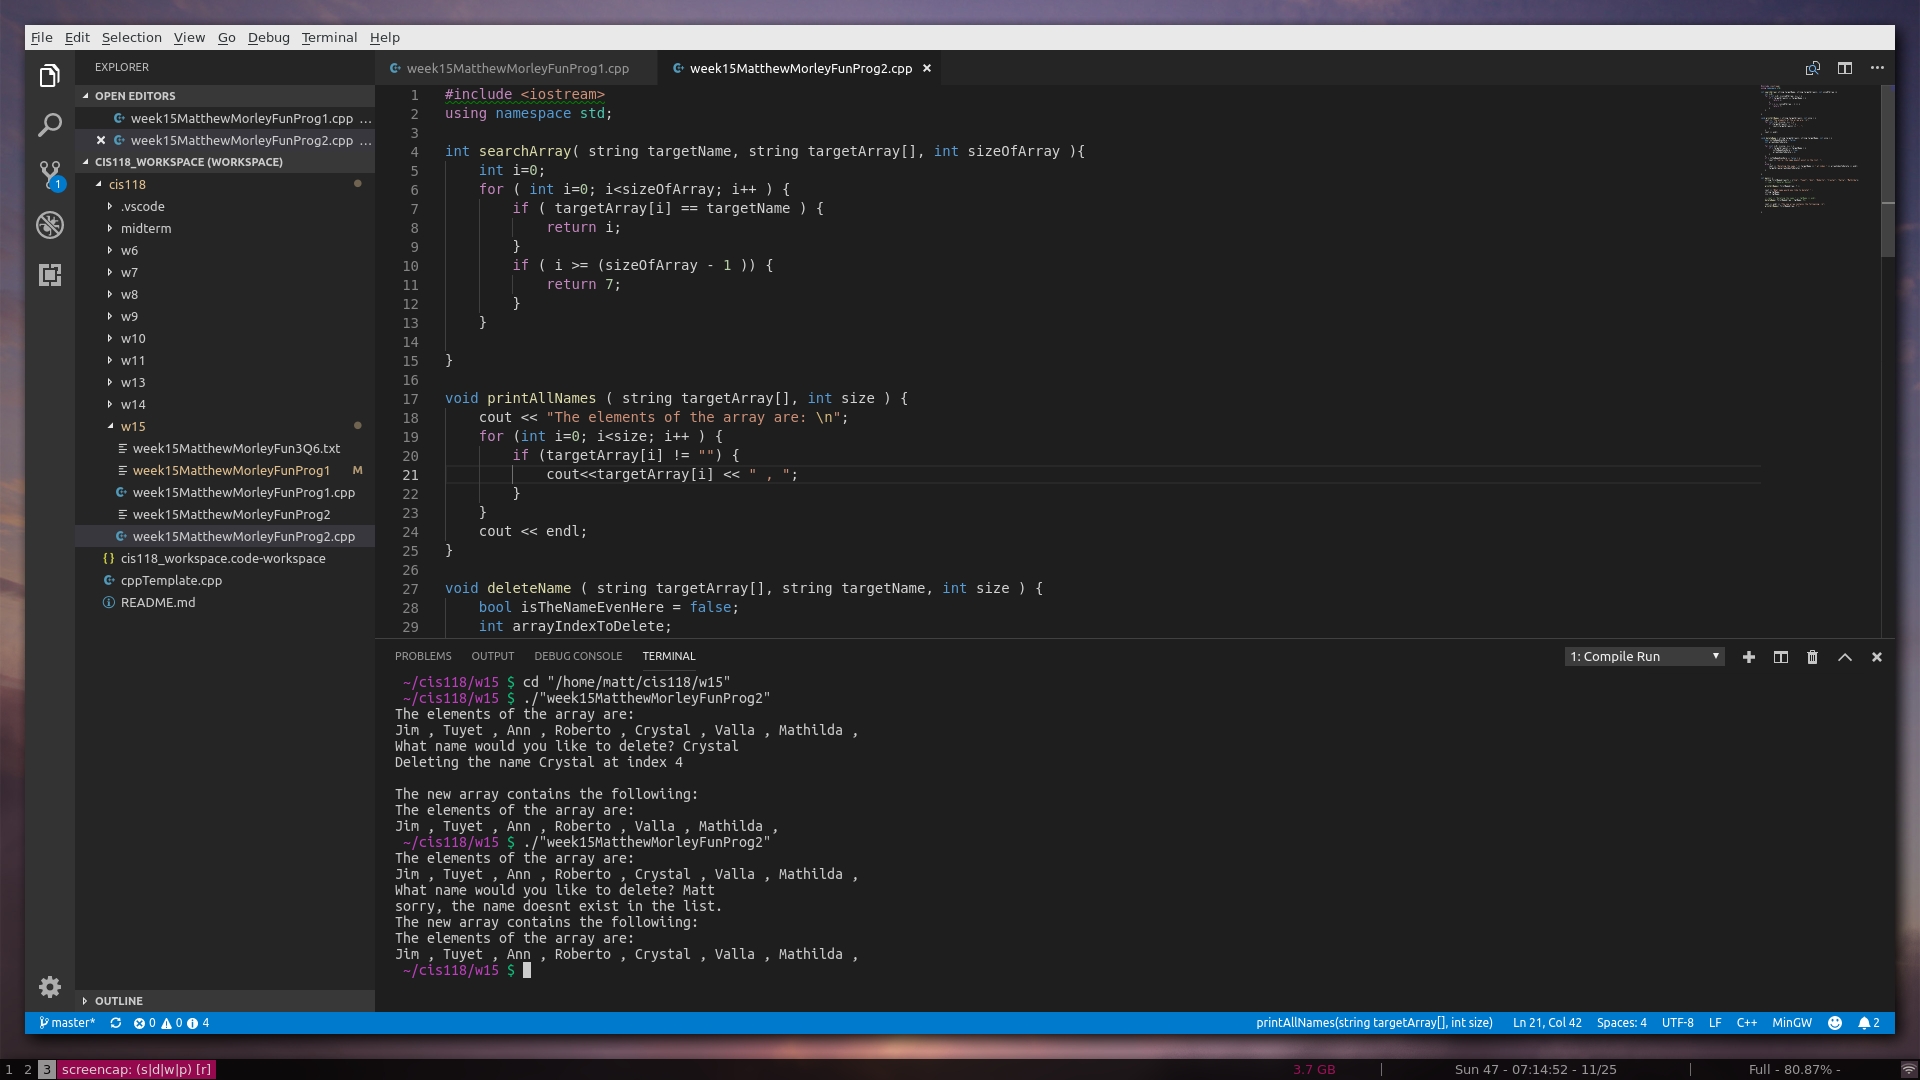 File Edit Selection View Go Debug Terminal Help
EXPLORER
OPEN EDITORS
week15MatthewMorleyFunProg1.cpp ...
week15MatthewMorleyFunProg2.cpp ...
CIS118_WORKSPACE (WORKSPACE)
cis118
.vscode
midterm
w6
w7
w8
w9
w10
w11
w13
w14
w15
week15MatthewMorleyFun3Q6.txt
week15MatthewMorleyFunProg1 M
week15MatthewMorleyFunProg1.cpp
week15MatthewMorleyFunProg2
week15MatthewMorleyFunProg2.cpp
{} cis118_workspace.code-workspace
cppTemplate.cpp
README.md
OUTLINE
1
week15MatthewMorleyFunProg1.cpp week15MatthewMorleyFunProg2.cpp
1 #include <iostream>
2 using namespace std;
3
4 int searchArray( string targetName, string targetArray[], int sizeOfArray ){
5 int i=0;
6 for ( int i=0; i<sizeOfArray; i++ ) {
7 if ( targetArray[i] == targetName ) {
8 return i;
9 }
10 if ( i >= (sizeOfArray - 1 )) {
11 return 7;
12 }
13 }
14
15 }
16
17 void printAllNames ( string targetArray[], int size ) {
18 cout << "The elements of the array are: \n";
19 for (int i=0; i<size; i++ ) {
20 if (targetArray[i] != "") {
21 cout<<targetArray[i] << " , ";
22 }
23 }
24 cout << endl;
25 }
26
27 void deleteName ( string targetArray[], string targetName, int size ) {
28 bool isTheNameEvenHere = false;
29 int arrayIndexToDelete;
PROBLEMS OUTPUT DEBUG CONSOLE TERMINAL 1: Compile Run
~/cis118/w15 $ cd "/home/matt/cis118/w15"
~/cis118/w15 $ ./"week15MatthewMorleyFunProg2"
The elements of the array are:
Jim , Tuyet , Ann , Roberto , Crystal , Valla , Mathilda ,
What name would you like to delete? Crystal
Deleting the name Crystal at index 4
The new array contains the followiing:
The elements of the array are:
Jim , Tuyet , Ann , Roberto , Valla , Mathilda ,
~/cis118/w15 $ ./"week15MatthewMorleyFunProg2"
The elements of the array are:
Jim , Tuyet , Ann , Roberto , Crystal , Valla , Mathilda ,
What name would you like to delete? Matt
sorry, the name doesnt exist in the list.
The new array contains the followiing:
The elements of the array are:
Jim , Tuyet , Ann , Roberto , Crystal , Valla , Mathilda ,
~/cis118/w15 $
master* 0 0 4 printAllNames(string targetArray[], int size) Ln 21, Col 42 Spaces: 4 UTF-8 LF C++ MinGW 2
1 2 3 screencap: (s|d|w|p) [r] 3.7 GB | Sun 47 - 07:14:52 - 11/25 | Full - 80.87% -